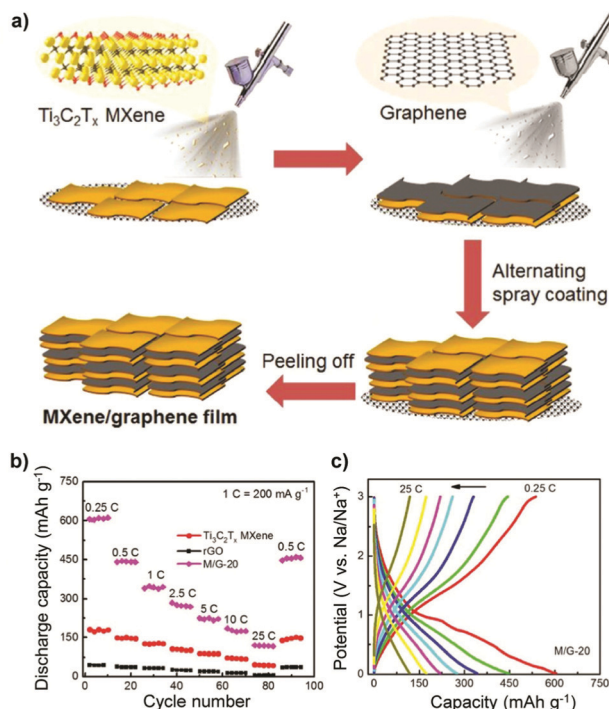 a)
Ti₃C₂Tₓ MXene
Graphene
Alternating
spray coating
Peeling off
MXene/graphene film
b)
Discharge capacity (mAh g⁻¹)
750
600
450
300
150
0
0.25 C
0.5 C
1 C
2.5 C
5 C
10 C
25 C
0.5 C
1 C = 200 mA g⁻¹
Ti₃C₂Tₓ MXene
rGO
M/G-20
0
20
40
60
80
100
Cycle number
c)
Potential (V vs. Na/Na⁺)
3
2
1
0
25 C
0.25 C
M/G-20
0
150
300
450
600
750
Capacity (mAh g⁻¹)